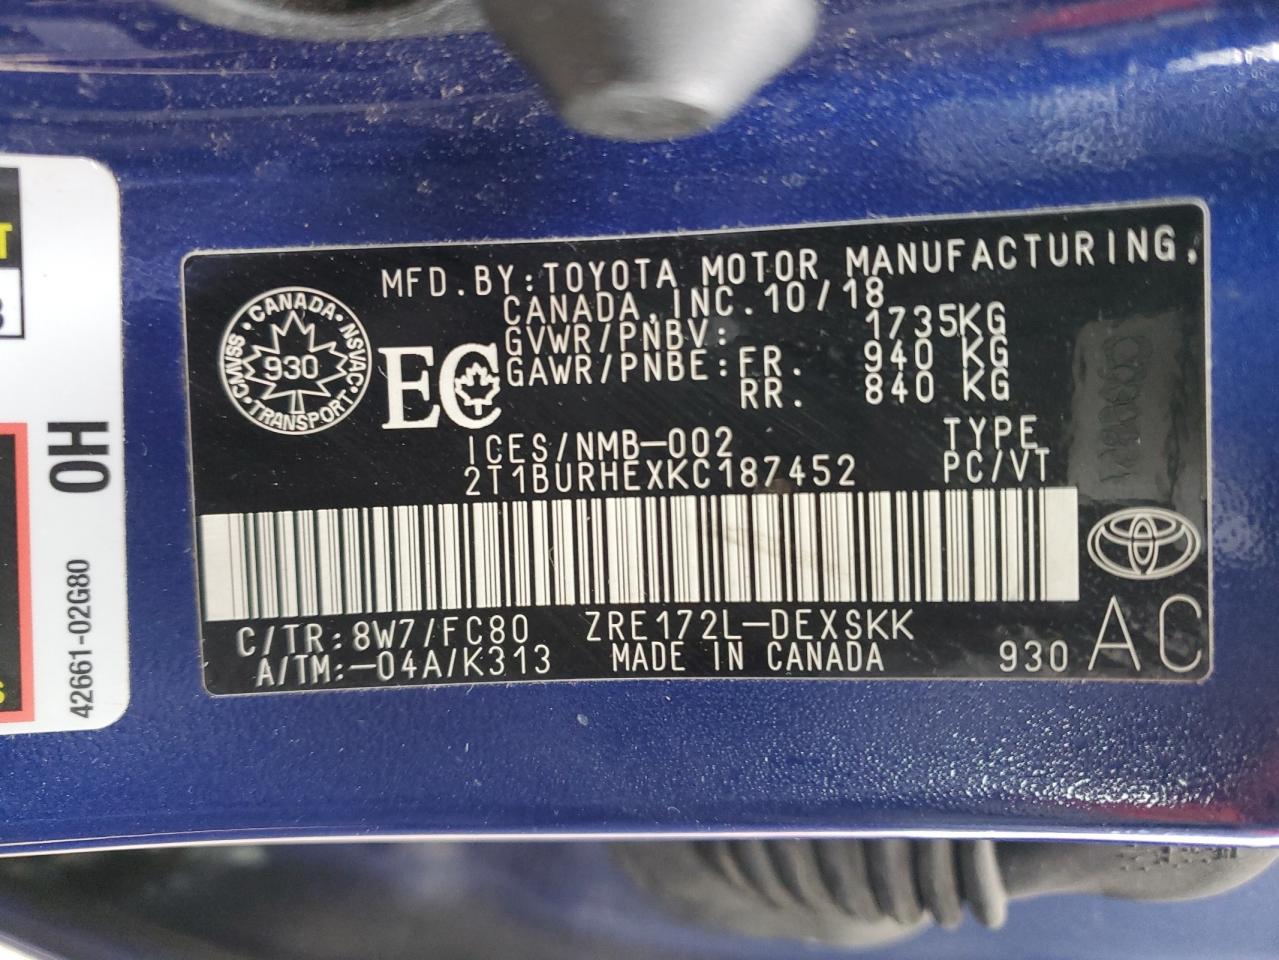 MFD. BY:TOYOTA MOTOR MANUFACTURING,
CANADA, INC. 10/18
GVWR/PNBV: 1735KG
GAWR/PNBE:FR. 940 KG
RR. 840 KG
CANADA · NSVAC · TRANSPORT · CMVSS ·
930
EC
ICES/NMB-002
2T1BURHEXKC187452
TYPE
PC/VT
C/TR:8W7/FC80 ZRE172L-DEXSKK
A/TM:-04A/K313 MADE IN CANADA 930
AC
OH
42661-02G80